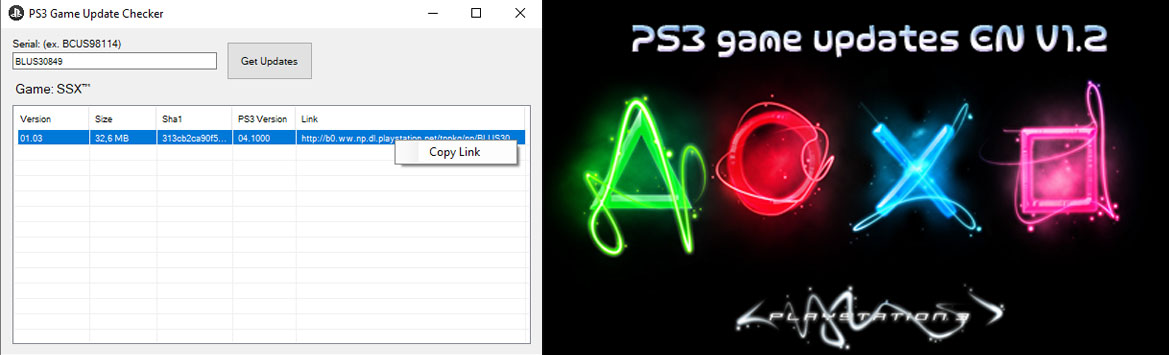 PS3 Game Update Checker
Serial: (ex. BCUS98114)
BLUS30849
Get Updates
Game: SSX™
Version Size Sha1 PS3 Version Link
01.03 32,6 MB 313cb2ca90f5... 04.1000 http://b0.ww.np.dl.playstation.net/tppkg/np/BLUS30...
Copy Link
PS3 game updates EN V1.2
PLAYSTATION 3